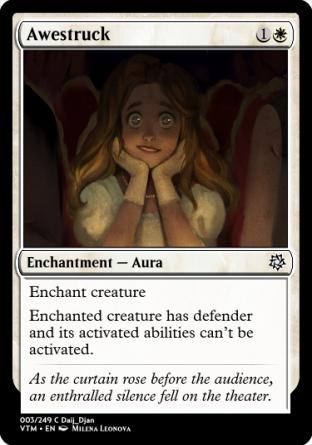 Awestruck 1
Enchantment — Aura
Enchant creature
Enchanted creature has defender
and its activated abilities can't be
activated.
As the curtain rose before the audience,
an enthralled silence fell on the theater.
003/249 C Daij_Djan
VTM • EN Milena Leonova